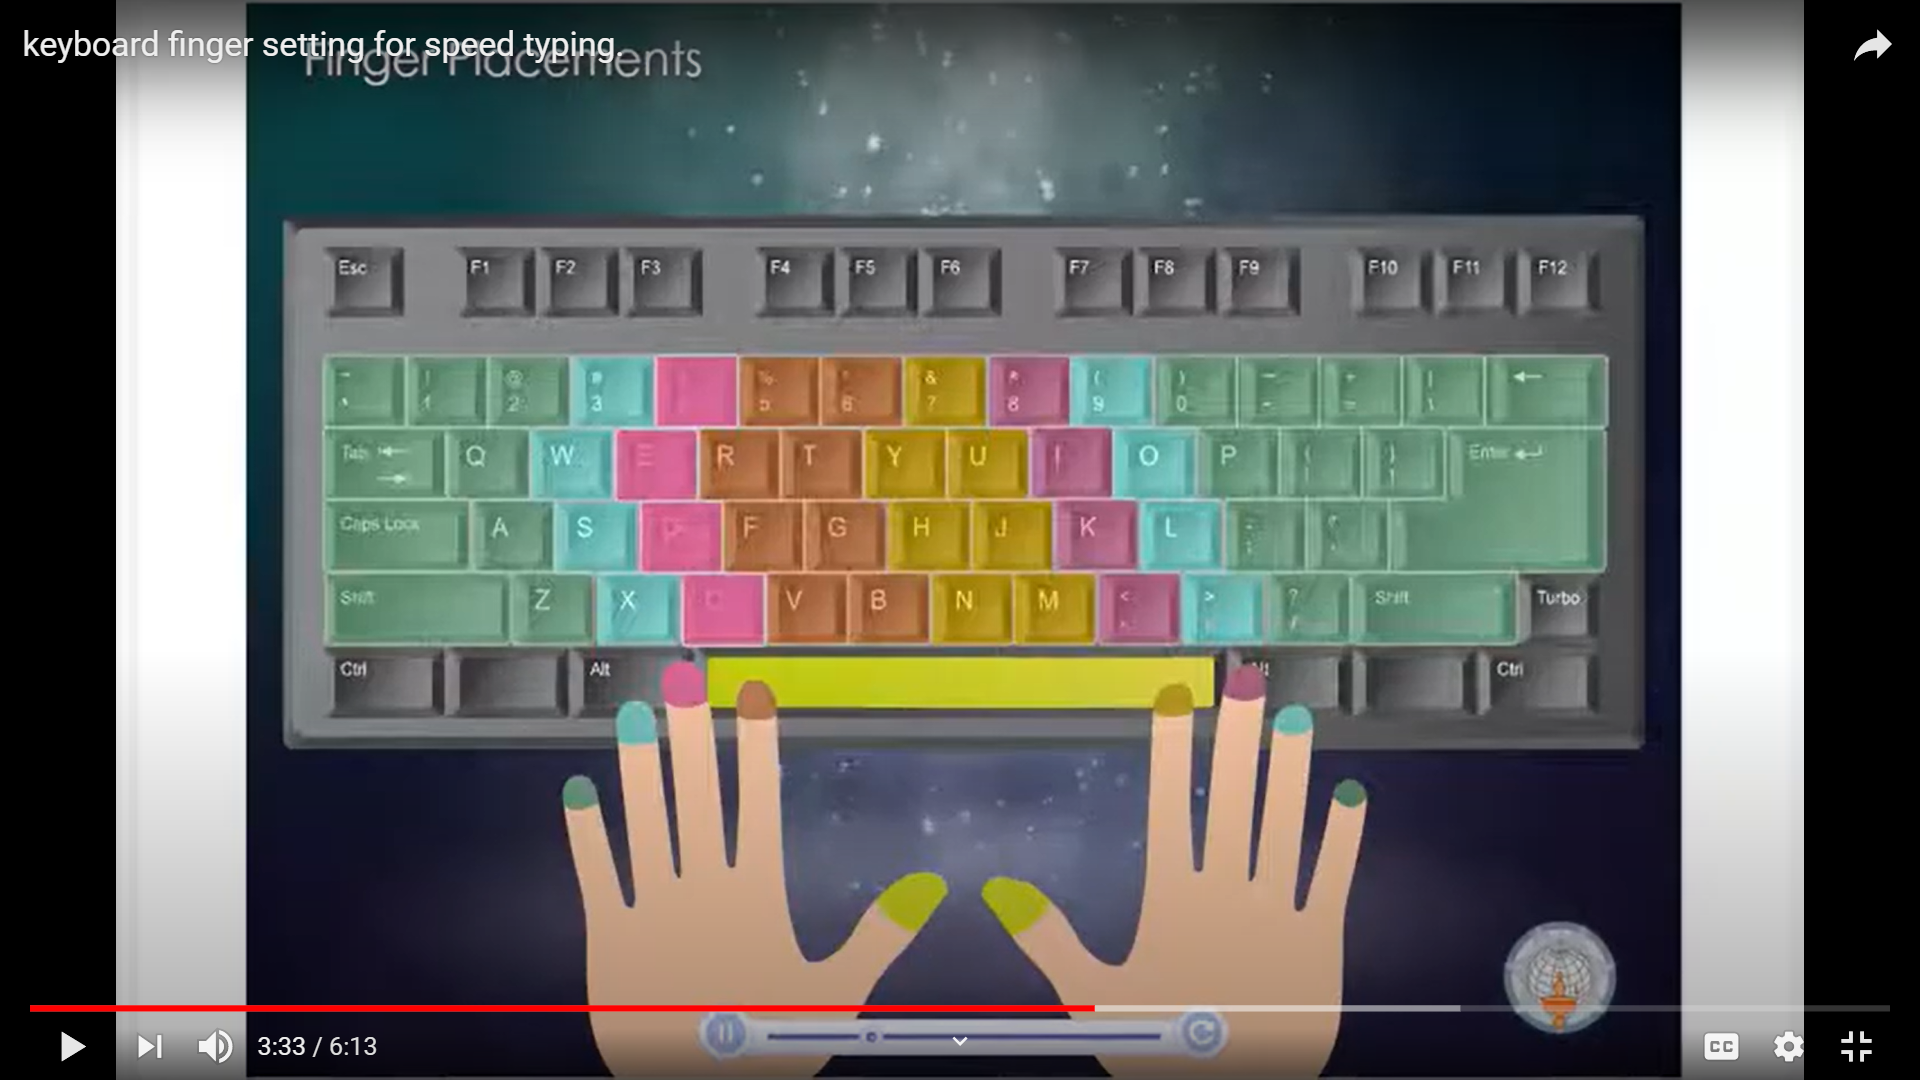 keyboard finger setting for speed typing.
Finger Placements
Esc F1 F2 F3 F4 F5 F6 F7 F8 F9 F10 F11 F12
@ & * ( )
1 2 3 5 6 7 8 9 0
Tab Q W E R T Y U I O P Enter
Caps Lock A S D F G H J K L
Shift Z X C V B N M < > ? Shift Turbo
Ctrl Alt Ctrl
3:33 / 6:13
CC